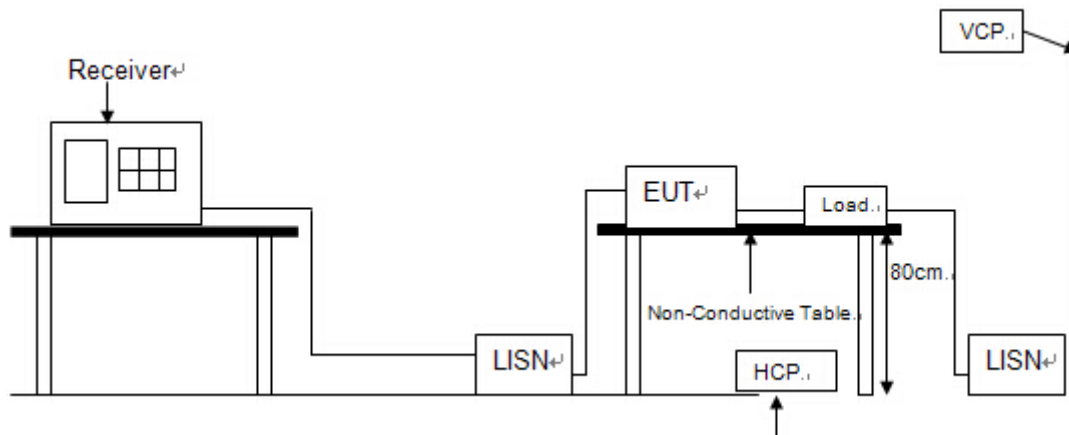 VCP.
Receiver↵
EUT↵
Load.
80cm.
Non-Conductive Table.
LISN↵
HCP.
LISN↵